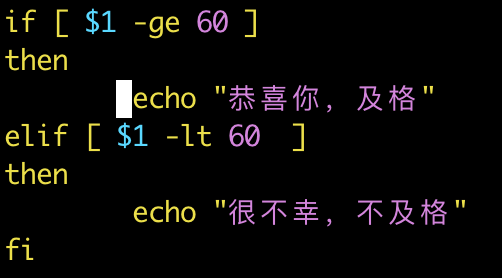 if [ $1 -ge 60 ]
then
        echo "恭喜你, 及格"
elif [ $1 -lt 60  ]
then
        echo "很不幸, 不及格"
fi